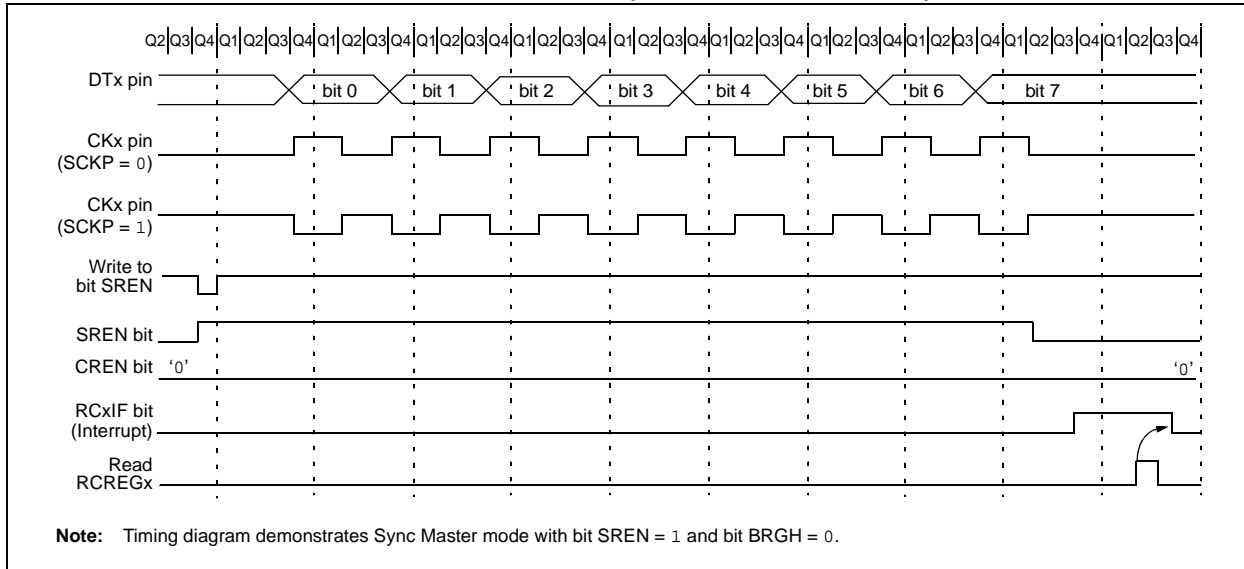 Q2|Q3|Q4|Q1|Q2|Q3|Q4|Q1|Q2|Q3|Q4|Q1|Q2|Q3|Q4|Q1|Q2|Q3|Q4|Q1|Q2|Q3|Q4|Q1|Q2|Q3|Q4|Q1|Q2|Q3|Q4|Q1|Q2|Q3|Q4|Q1|Q2|Q3|Q4|Q1|Q2|Q3|Q4
DTx pin bit 0 bit 1 bit 2 bit 3 bit 4 bit 5 bit 6 bit 7
CKx pin
(SCKP = 0)
CKx pin
(SCKP = 1)
Write to
bit SREN
SREN bit
CREN bit ‘0’ ‘0’
RCxIF bit
(Interrupt)
Read
RCREGx
Note: Timing diagram demonstrates Sync Master mode with bit SREN = 1 and bit BRGH = 0.